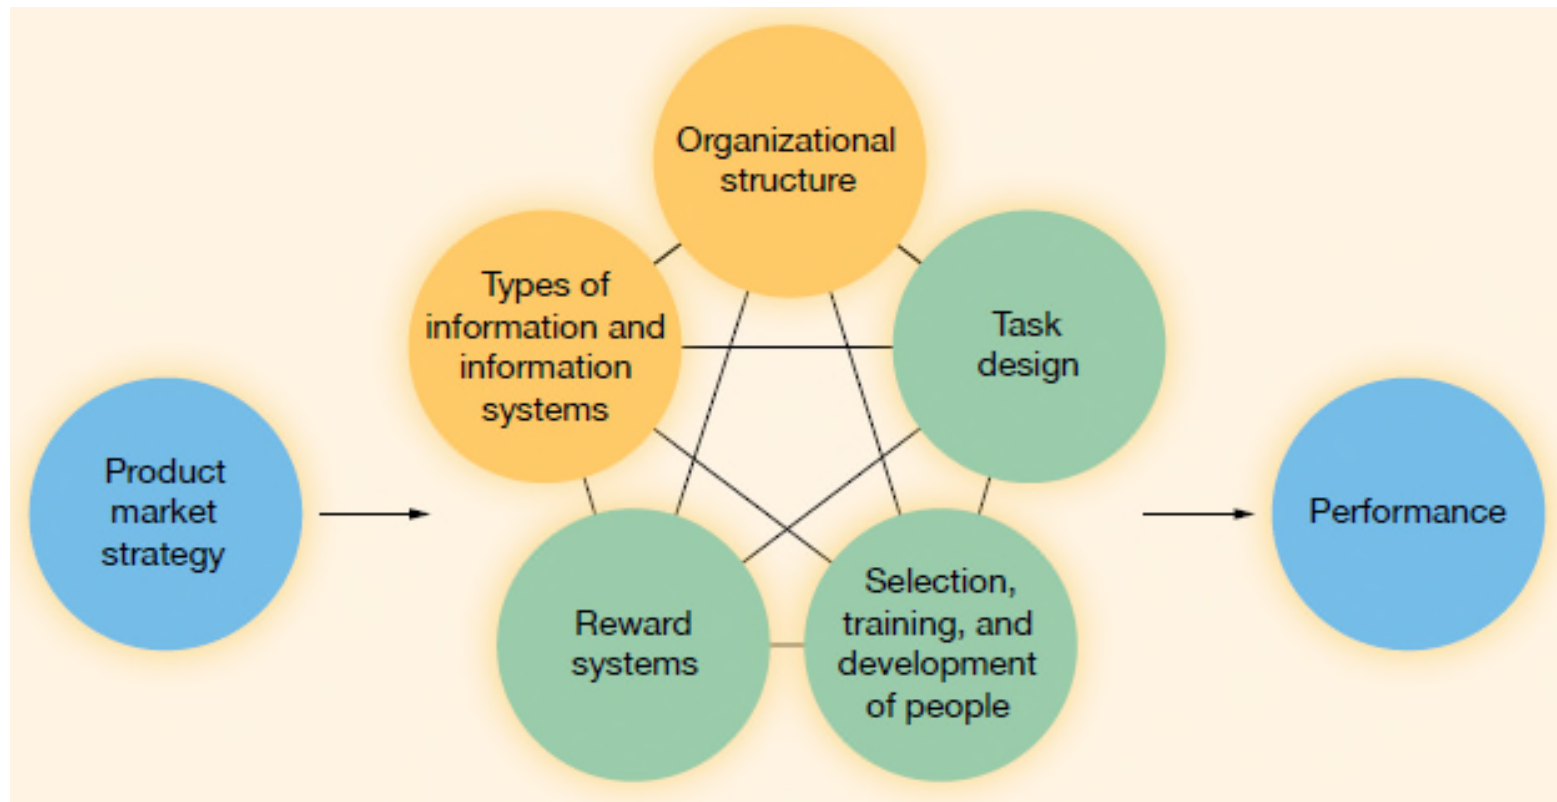 Organizational
structure
Types of
information and
information
systems
Task
design
Product
market
strategy
Performance
Reward
systems
Selection,
training, and
development
of people